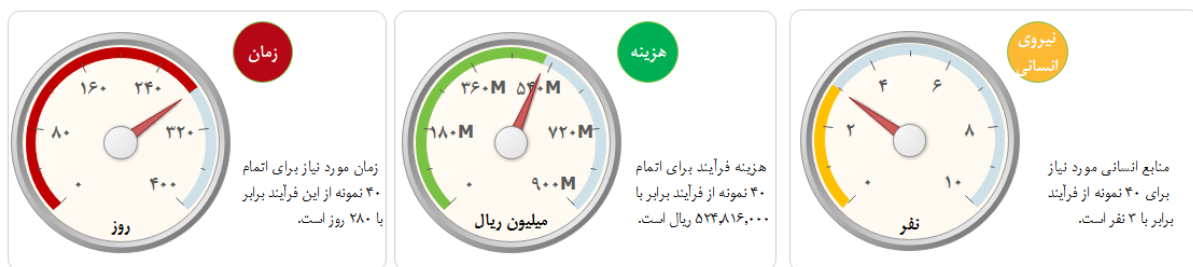 نیروی
انسانی
۰
۲
۴
۶
۸
۱۰
نفر
منابع انسانی مورد نیاز
برای ۴۰ نمونه از فرآیند
برابر با ۳ نفر است.
هزینه
۰
۱۸۰M
۳۶۰M
۵۴۰M
۷۲۰M
۹۰۰M
میلیون ریال
هزینه فرآیند برای اتمام
۴۰ نمونه از فرآیند برابر با
۵۳۴,۸۱۶,۰۰۰ ریال است.
زمان
۰
۸۰
۱۶۰
۲۴۰
۳۲۰
۴۰۰
روز
زمان مورد نیاز برای اتمام
۴۰ نمونه از این فرآیند برابر
با ۲۸۰ روز است.